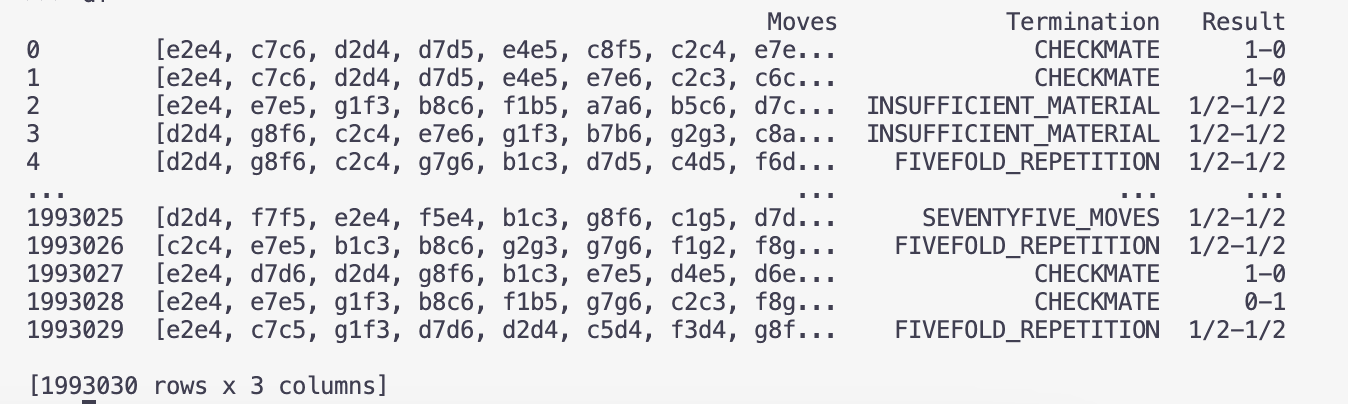 Moves Termination Result
0 [e2e4, c7c6, d2d4, d7d5, e4e5, c8f5, c2c4, e7e... CHECKMATE 1-0
1 [e2e4, c7c6, d2d4, d7d5, e4e5, e7e6, c2c3, c6c... CHECKMATE 1-0
2 [e2e4, e7e5, g1f3, b8c6, f1b5, a7a6, b5c6, d7c... INSUFFICIENT_MATERIAL 1/2-1/2
3 [d2d4, g8f6, c2c4, e7e6, g1f3, b7b6, g2g3, c8a... INSUFFICIENT_MATERIAL 1/2-1/2
4 [d2d4, g8f6, c2c4, g7g6, b1c3, d7d5, c4d5, f6d... FIVEFOLD_REPETITION 1/2-1/2
... ... ... ...
1993025 [d2d4, f7f5, e2e4, f5e4, b1c3, g8f6, c1g5, d7d... SEVENTYFIVE_MOVES 1/2-1/2
1993026 [c2c4, e7e5, b1c3, b8c6, g2g3, g7g6, f1g2, f8g... FIVEFOLD_REPETITION 1/2-1/2
1993027 [e2e4, d7d6, d2d4, g8f6, b1c3, e7e5, d4e5, d6e... CHECKMATE 1-0
1993028 [e2e4, e7e5, g1f3, b8c6, f1b5, g7g6, c2c3, f8g... CHECKMATE 0-1
1993029 [e2e4, c7c5, g1f3, d7d6, d2d4, c5d4, f3d4, g8f... FIVEFOLD_REPETITION 1/2-1/2
[1993030 rows x 3 columns]